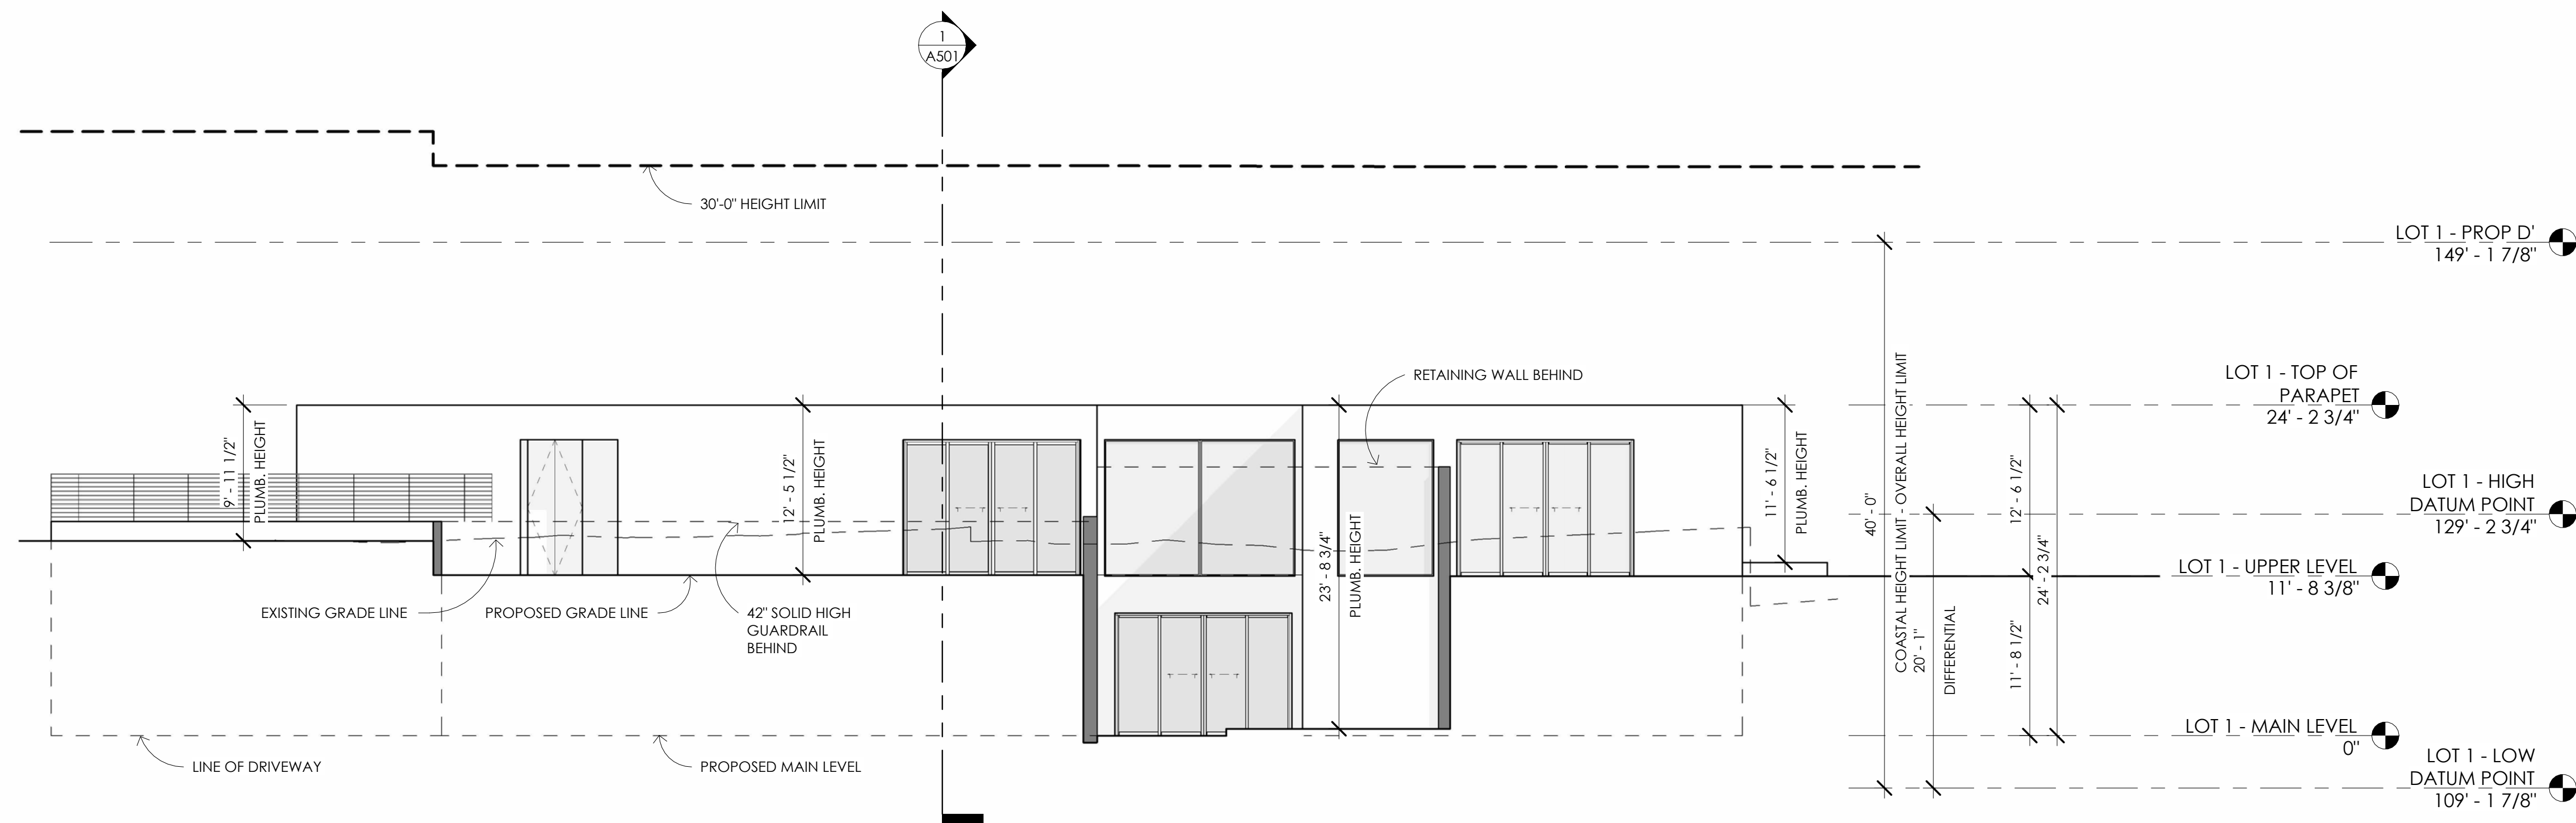 1
A501
30'-0" HEIGHT LIMIT
LOT 1 - PROP D'
149' - 1 7/8"
RETAINING WALL BEHIND
LOT 1 - TOP OF
PARAPET
24' - 2 3/4"
9' - 11 1/2"
PLUMB. HEIGHT
12' - 5 1/2"
PLUMB. HEIGHT
23' - 8 3/4"
PLUMB. HEIGHT
11' - 6 1/2"
PLUMB. HEIGHT
40' - 0"
COASTAL HEIGHT LIMIT - OVERALL HEIGHT LIMIT
20' - 1"
DIFFERENTIAL
12' - 6 1/2"
11' - 8 1/2"
24' - 2 3/4"
LOT 1 - HIGH
DATUM POINT
129' - 2 3/4"
LOT 1 - UPPER LEVEL
11' - 8 3/8"
EXISTING GRADE LINE
PROPOSED GRADE LINE
42" SOLID HIGH
GUARDRAIL
BEHIND
LINE OF DRIVEWAY
PROPOSED MAIN LEVEL
LOT 1 - MAIN LEVEL
0"
LOT 1 - LOW
DATUM POINT
109' - 1 7/8"